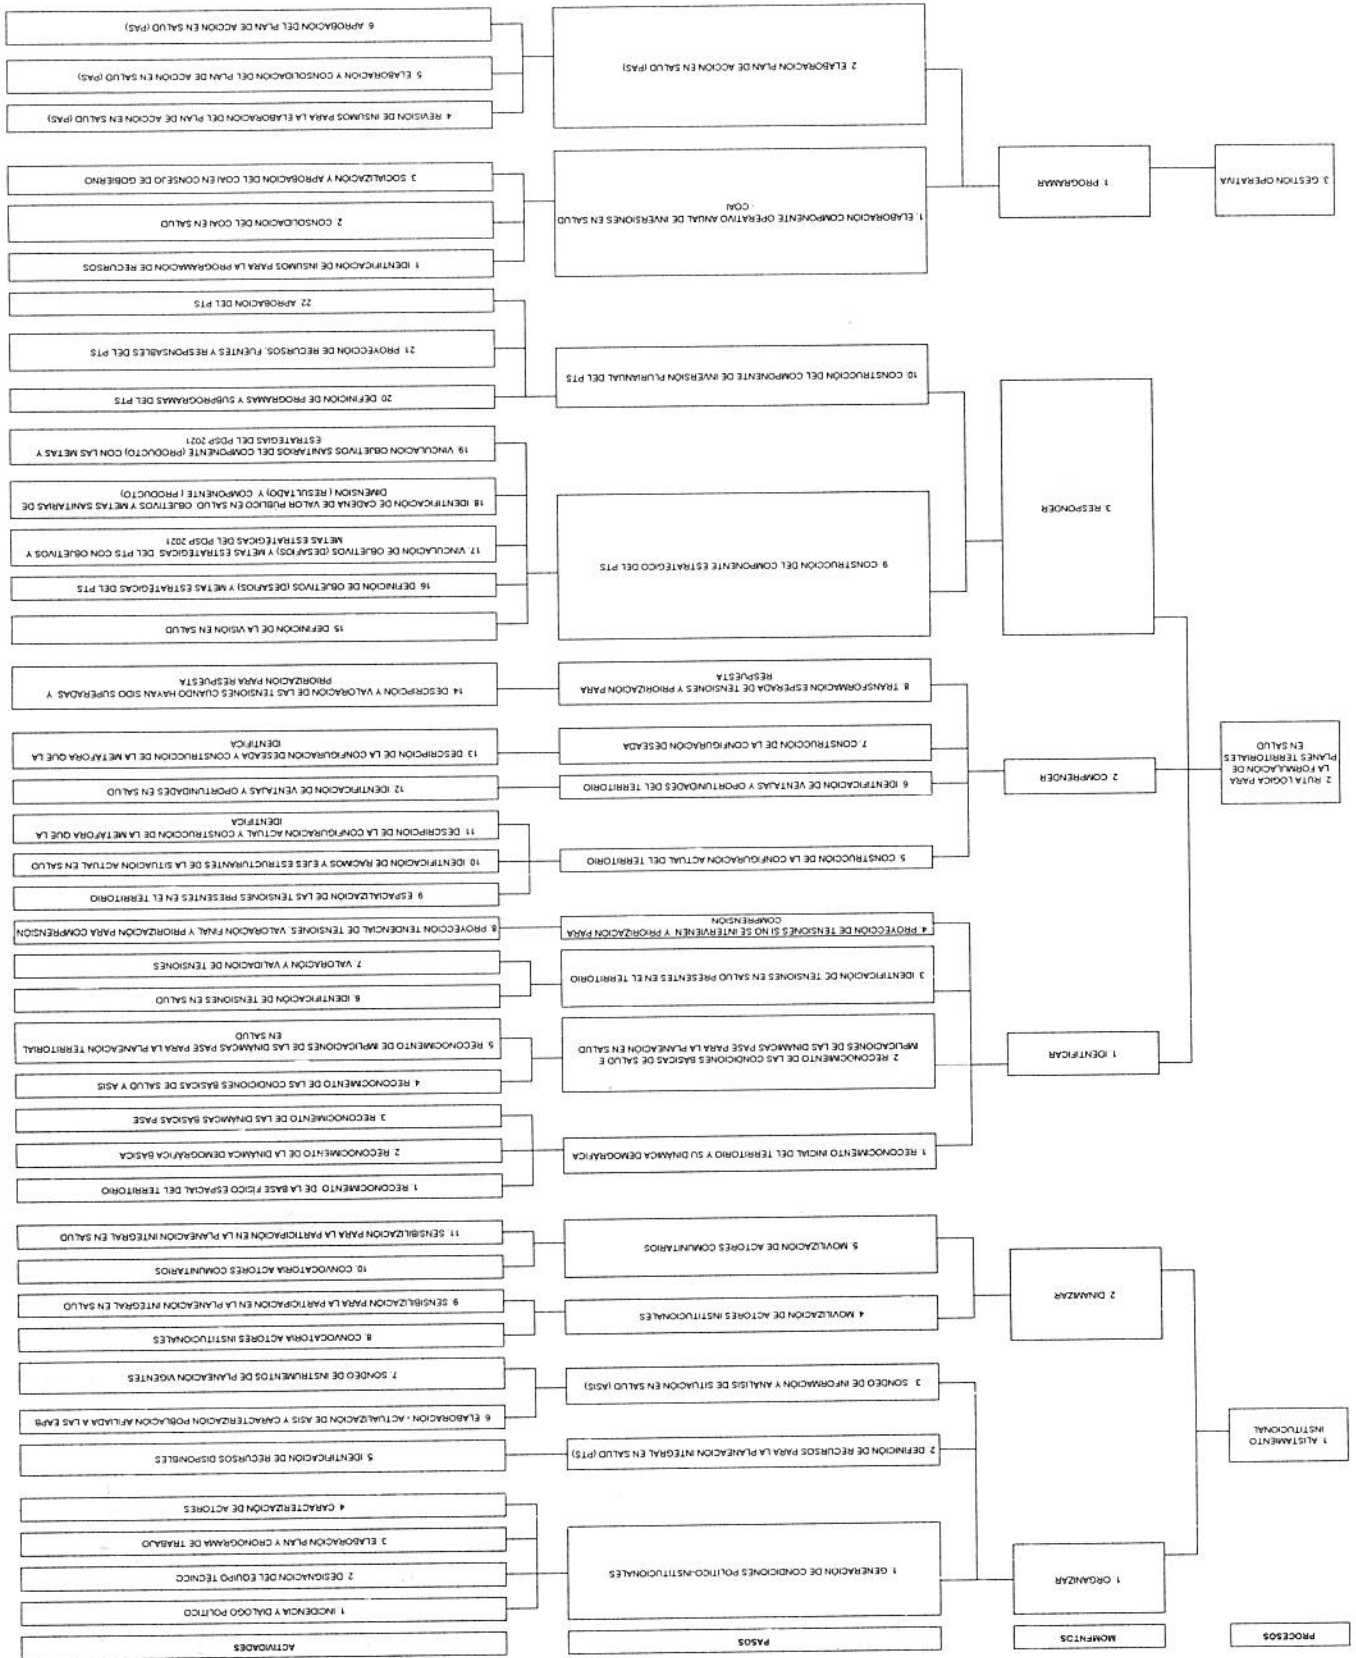 PROCESOS
MOMENTOS
PASOS
ACTIVIDADES
1. ALISTAMIENTO
INSTITUCIONAL
1 ORGANIZAR
1 GENERACIÓN DE CONDICIONES POLITICO-INSTITUCIONALES
1. INCIDENCIA Y DIALOGO POLITICO
2. DESIGNACION DEL EQUIPO TÉCNICC
3 ELABORACIÓN PLAN Y CRONOGRAMA DE TRABAJO
4 CARACTERIZACIÓN DE ACTORES
2. DEFINICIÓN DE RECURSOS PARA LA PLANEACIÓN INTEGRAL EN SALUD (PTS)
5. IDENTIFICACIÓN DE RECURSOS DISPONIBLES
3. SONDEO DE INFORMACIÓN Y ANALISIS DE SITUACIÓN EN SALUD (ASIS)
6 ELABORACIÓN - ACTUALIZACIÓN DE ASIS Y CARACTERIZACIÓN POBLACIÓN AFILIADA A LAS EAPB
7. SONDEO DE INSTRUMENTOS DE PLANEACIÓN VIGENTES
2. DINAMIZAR
4 MOVILIZACIÓN DE ACTORES INSTITUCIONALES
8. CONVOCATORIA ACTORES INSTITUCIONALES
9 SENSIBILIZACIÓN PARA LA PARTICIPACIÓN EN LA PLANEACIÓN INTEGRAL EN SALUD
5. MOVILIZACIÓN DE ACTORES COMUNITARIOS
10. CONVOCATORIA ACTORES COMUNITARIOS
11. SENSIBILIZACIÓN PARA LA PARTICIPACIÓN EN LA PLANEACIÓN INTEGRAL EN SALUD
2 RUTA LÓGICA PARA
LA FORMULACIÓN DE
PLANES TERRITORIALES
EN SALUD
1 IDENTIFICAR
1 RECONOCIMIENTO INICIAL DEL TERRITORIO Y SU DINÁMICA DEMOGRÁFICA
1. RECONOCIMIENTO DE LA BASE FÍSICO ESPACIAL DEL TERRITORIO
2. RECONOCIMIENTO DE LA DINÁMICA DEMOGRÁFICA BASICA
3. RECONOCIMIENTO DE LAS DINÁMICAS BASICAS PASE
2. RECONOCIMIENTO DE LAS CONDICIONES BASICAS DE SALUD E
IMPLICACIONES DE LAS DINAMICAS PASE PARA LA PLANEACIÓN EN SALUD
4 RECONOCIMIENTO DE LAS CONDICIONES BASICAS DE SALUD Y ASIS
5 RECONOCIMIENTO DE IMPLICACIONES DE LAS DINÁMICAS PASE PARA LA PLANEACIÓN TERRITORIAL
EN SALUD
3 IDENTIFICACIÓN DE TENSIONES EN SALUD PRESENTES EN EL TERRITORIO
6. IDENTIFICACIÓN DE TENSIONES EN SALUD
7 VALORACIÓN Y VALIDACIÓN DE TENSIONES
4 PROYECCIÓN DE TENSIONES SI NO SE INTERVIENEN Y PRIORIZACIÓN PARA
COMPRENSIÓN
8 PROYECCIÓN TENDENCIAL DE TENSIONES. VALORACIÓN FINAL Y PRIORIZACIÓN PARA COMPRENSIÓN
2 COMPRENDER
5 CONSTRUCCIÓN DE LA CONFIGURACIÓN ACTUAL DEL TERRITORIO
9 ESPACIALIZACIÓN DE LAS TENSIONES PRESENTES EN EL TERRITORIO
10 IDENTIFICACIÓN DE RACIMOS Y EJES ESTRUCTURANTES DE LA SITUACIÓN ACTUAL EN SALUD
11 DESCRIPCIÓN DE LA CONFIGURACIÓN ACTUAL Y CONSTRUCCIÓN DE LA METAFORA QUE LA
IDENTIFICA
6 IDENTIFICACIÓN DE VENTAJAS Y OPORTUNIDADES DEL TERRITORIO
12 IDENTIFICACIÓN DE VENTAJAS Y OPORTUNIDADES EN SALUD
7. CONSTRUCCIÓN DE LA CONFIGURACIÓN DESEADA
13 DESCRIPCIÓN DE LA CONFIGURACIÓN DESEADA Y CONSTRUCCIÓN DE LA METAFORA QUE LA
IDENTIFICA
8 TRANSFORMACIÓN ESPERADA DE TENSIONES Y PRIORIZACIÓN PARA
RESPUESTA
14 DESCRIPCIÓN Y VALORACIÓN DE LAS TENSIONES CUANDO HAYAN SIDO SUPERADAS Y
PRIORIZACIÓN PARA RESPUESTA
3 RESPONDER
9 CONSTRUCCIÓN DEL COMPONENTE ESTRATÉGICO DEL PTS
15 DEFINICIÓN DE LA VISIÓN EN SALUD
16 DEFINICIÓN DE OBJETIVOS (DESAFIOS) Y METAS ESTRATÉGICAS DEL PTS
17. VINCULACIÓN DE OBJETIVOS (DESAFIOS) Y METAS ESTRATÉGICAS DEL PTS CON OBJETIVOS Y
METAS ESTRATÉGICAS DEL PDSP 2021
18 IDENTIFICACIÓN DE CADENA DE VALOR PÚBLICO EN SALUD OBJETIVOS Y METAS SANITARIAS DE
DIMENSION ( RESULTADO) Y COMPONENTE ( PRODUCTO)
19. VINCULACION OBJETIVOS SANITARIOS DEL COMPONENTE (PRODUCTO) CON LAS METAS Y
ESTRATEGIAS DEL PDSP 2021
10. CONSTRUCCIÓN DEL COMPONENTE DE INVERSIÓN PLURIANUAL DEL PTS
20. DEFINICION DE PROGRAMAS Y SUBPROGRAMAS DEL PTS
21. PROYECCIÓN DE RECURSOS. FUENTES Y RESPONSABLES DEL PTS
22 APROBACIÓN DEL PTS
3. GESTION OPERATIVA
1 PROGRAMAR
1. ELABORACION COMPONENTE OPERATIVO ANUAL DE INVERSIONES EN SALUD
- COAI
1 IDENTIFICACIÓN DE INSUMOS PARA LA PROGRAMACIÓN DE RECURSOS
2 CONSOLIDACIÓN DEL COAI EN SALUD
3 SOCIALIZACIÓN Y APROBACIÓN DEL COAI EN CONSEJO DE GOBIERNO
2 ELABORACION PLAN DE ACCIÓN EN SALUD (PAS)
4 REVISIÓN DE INSUMOS PARA LA ELABORACIÓN DEL PLAN DE ACCIÓN EN SALUD (PAS)
5 ELABORACIÓN Y CONSOLIDACIÓN DEL PLAN DE ACCIÓN EN SALUD (PAS)
6 APROBACION DEL PLAN DE ACCIÓN EN SALUD (PAS)